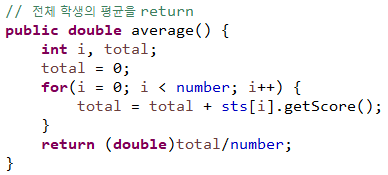 // 전체 학생의 평균을 return
public double average() {
    int i, total;
    total = 0;
    for(i = 0; i < number; i++) {
        total = total + sts[i].getScore();
    }
    return (double)total/number;
}